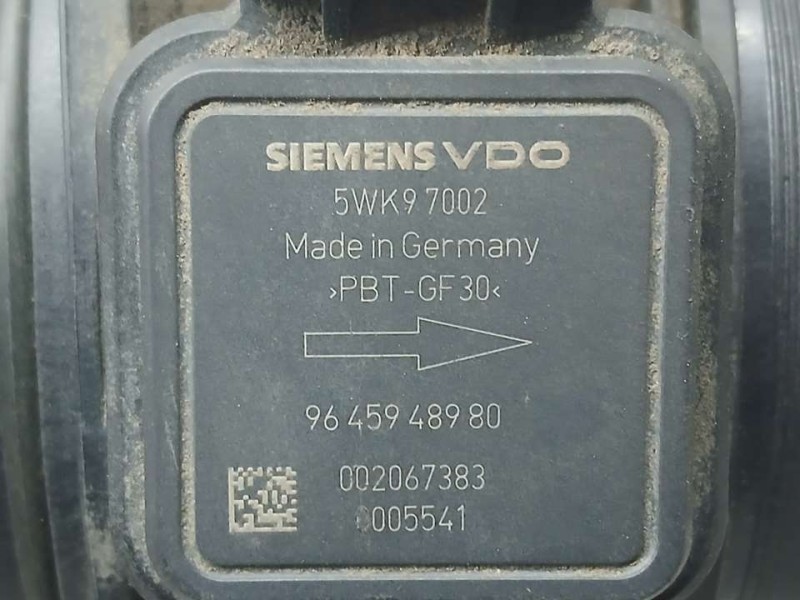 SIEMENS VDO
5WK9 7002
Made in Germany
>PBT-GF30<
96 459 489 80
002067383
005541